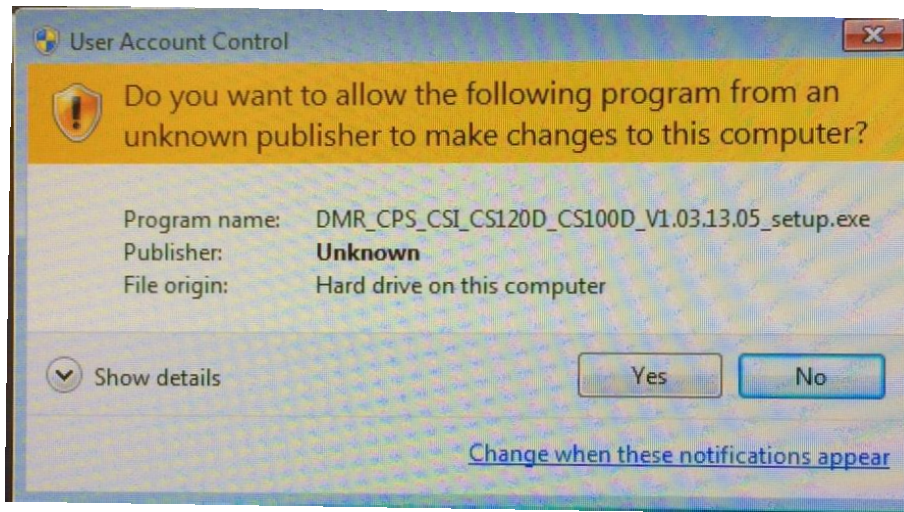 User Account Control
Do you want to allow the following program from an
unknown publisher to make changes to this computer?
Program name: DMR_CPS_CSI_CS120D_CS100D_V1.03.13.05_setup.exe
Publisher: Unknown
File origin: Hard drive on this computer
Show details
Yes
No
Change when these notifications appear